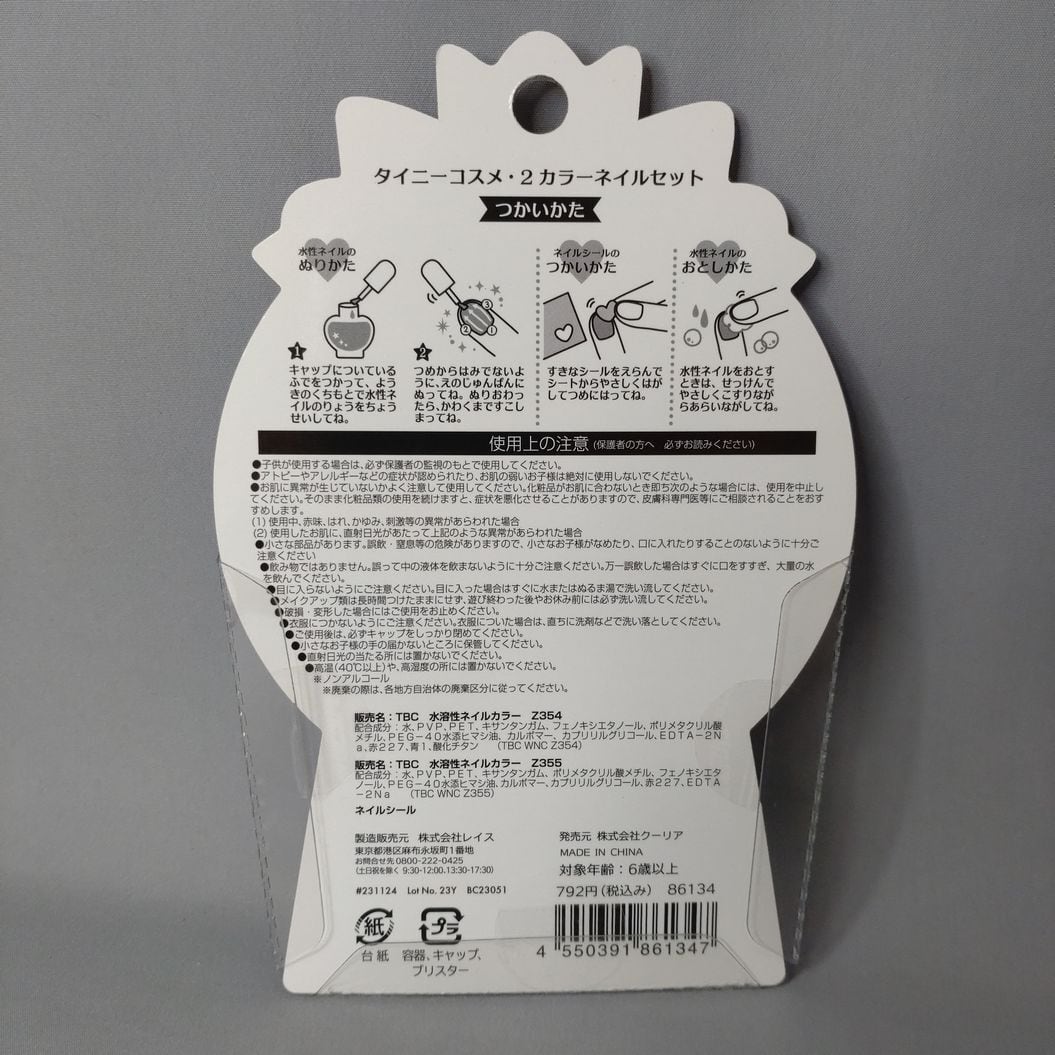 タイニーコスメ・2カラーネイルセット
つかいかた
水性ネイルの
ぬりかた
ネイルシールの
つかいかた
水性ネイルの
おとしかた
③
②
①
1
キャップについている
ふでをつかって、よう
きのくちもとで水性ネ
イルのりょうをちょう
せいしてね。
2
つめからはみでないよ
うに、えのじゅんばんに
ぬってね。ぬりおわっ
たら、かわくまですこし
まってね。
すきなシールをえらんで
シートからやさしくはが
してつめにはってね。
水性ネイルをおとす
ときは、せっけんで
やさしくこすりなが
らあらいながしてね。
使用上の注意(保護者の方へ 必ずお読みください)
●子供が使用する場合は、必ず保護者の監視のもとで使用してください。
●アトピーやアレルギーなどの症状が認められたり、お肌の弱いお子様は絶対に使用しないでください。
●お肌に異常が生じていないかよく注意して使用してください。化粧品がお肌に合わないとき即ち次のような場合には、使用を中止し
てください。そのまま化粧品類の使用を続けますと、症状を悪化させることがありますので、皮膚科専門医等にご相談されることをおす
すめします。
(1) 使用中、赤味、はれ、かゆみ、刺激等の異常があらわれた場合
(2) 使用したお肌に、直射日光があたって上記のような異常があらわれた場合
●小さな部品があります。誤飲・窒息等の危険がありますので、小さなお子様がなめたり、口に入れたりすることのないように十分ご
注意ください
●飲み物ではありません。誤って中の液体を飲まないように十分ご注意ください。万一誤飲した場合はすぐに口をすすぎ、大量の水
を飲んでください。
●目に入らないようにご注意ください。目に入った場合はすぐに水またはぬるま湯で洗い流してください。
●メイクアップ類は長時間つけたままにせず、遊び終わった後やお休み前には必ず洗い流してください。
●破損・変形した場合にはご使用をお止めください。
●衣服につかないようにご注意ください。衣服についた場合は、直ちに洗剤などで洗い落としてください。
●ご使用後は、必ずキャップをしっかり閉めてください。
●小さなお子様の手の届かないところに保管してください。
●直射日光の当たる所には置かないでください。
●高温(40℃以上)や、高湿度の所には置かないでください。
※ノンアルコール
※廃棄の際は、各地方自治体の廃棄区分に従ってください。
販売名：TBC 水溶性ネイルカラー Z354
配合成分：水、PVP、PET、キサンタンガム、フェノキシエタノール、ポリメタクリル酸
メチル、PEG-40水添ヒマシ油、カルボマー、カプリリルグリコール、EDTA-2N
a、赤227、青1、酸化チタン (TBC WNC Z354)
販売名：TBC 水溶性ネイルカラー Z355
配合成分：水、PVP、PET、キサンタンガム、ポリメタクリル酸メチル、フェノキシエタ
ノール、PEG-40水添ヒマシ油、カルボマー、カプリリルグリコール、赤227、EDTA
-2Na (TBC WNC Z355)
ネイルシール
製造販売元 株式会社レイス
東京都港区麻布永坂町1番地
お問合せ先 0800-222-0425
(土日祝を除く 9:30-12:00、13:30-17:30)
#231124 Lot No. 23Y BC23051
発売元 株式会社クーリア
MADE IN CHINA
対象年齢：6歳以上
792円(税込み) 86134
紙
台紙
プラ
容器、キャップ、
ブリスター
4 550391 861347